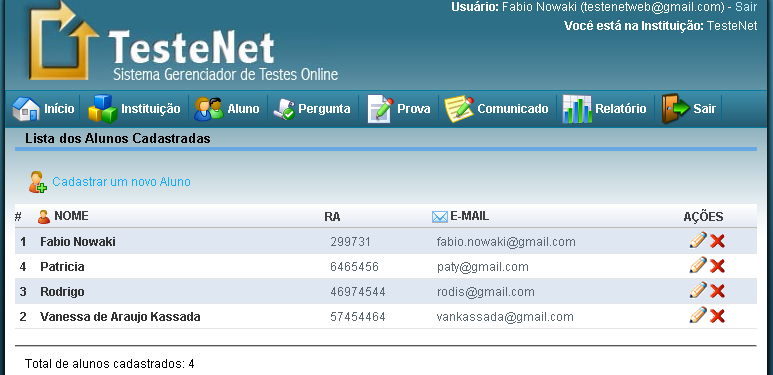 Usuário: Fabio Nowaki (testenetweb@gmail.com) - Sair
Você está na Instituição: TesteNet
TesteNet
Sistema Gerenciador de Testes Online
Início Instituição Aluno Pergunta Prova Comunicado Relatório Sair
Lista dos Alunos Cadastradas
Cadastrar um novo Aluno
# NOME RA E-MAIL AÇÕES
1 Fabio Nowaki 299731 fabio.nowaki@gmail.com
4 Patricia 6465456 paty@gmail.com
3 Rodrigo 46974544 rodis@gmail.com
2 Vanessa de Araujo Kassada 57454464 vankassada@gmail.com
Total de alunos cadastrados: 4